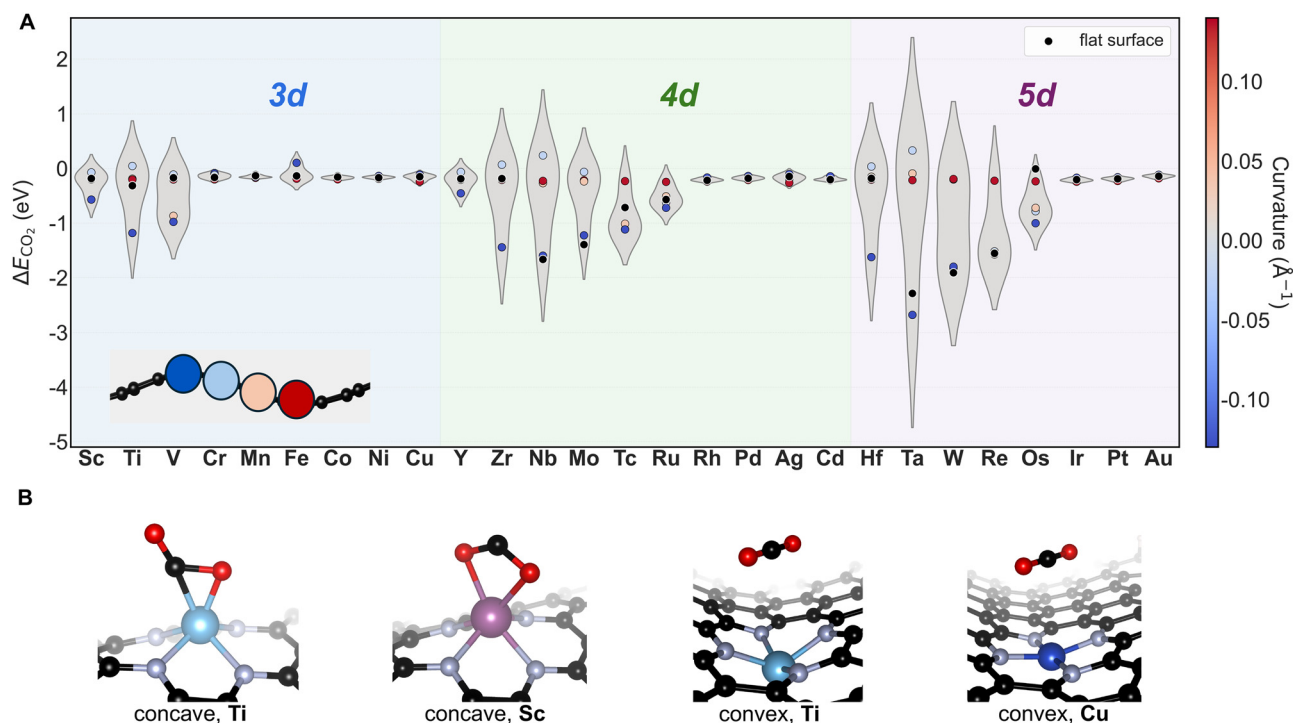 A
flat surface
3d
4d
5d
2
1
0
-1
-2
-3
-4
-5
ΔE_CO₂ (eV)
Sc Ti V Cr Mn Fe Co Ni Cu Y Zr Nb Mo Tc Ru Rh Pd Ag Cd Hf Ta W Re Os Ir Pt Au
0.10
0.05
0.00
-0.05
-0.10
Curvature (Å⁻¹)
B
concave, Ti
concave, Sc
convex, Ti
convex, Cu